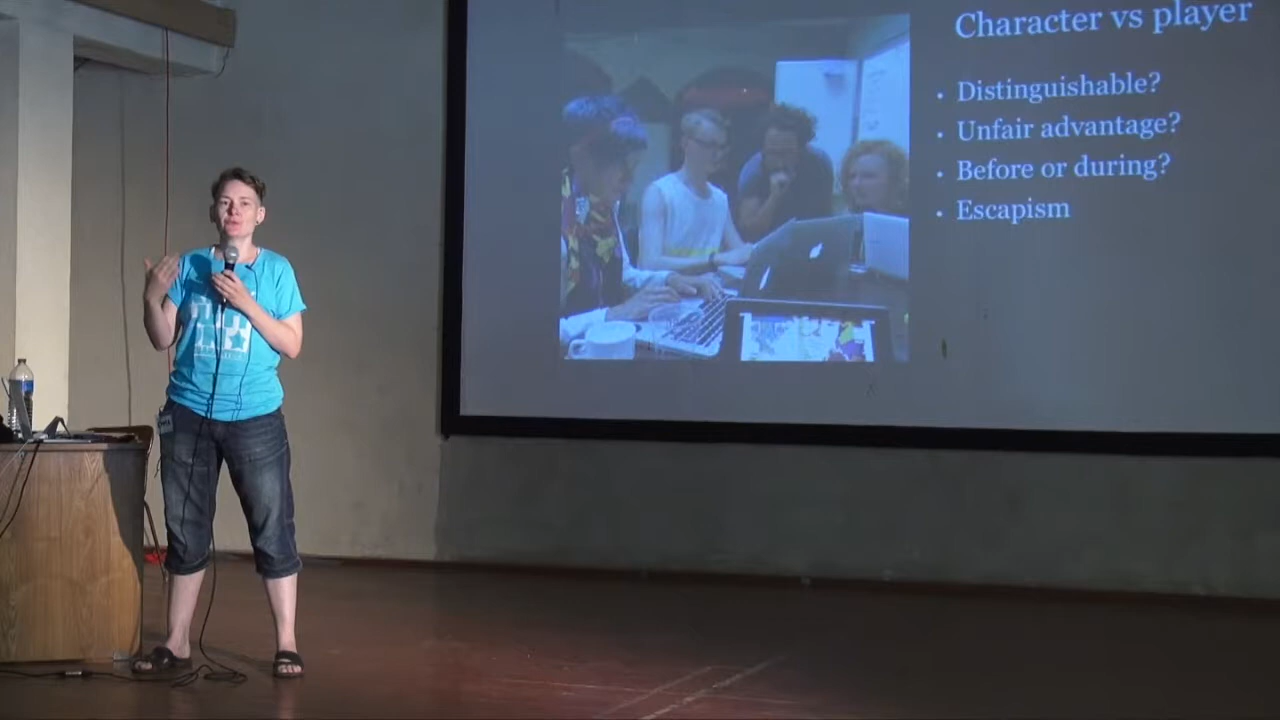 Character vs player
• Distinguishable?
• Unfair advantage?
• Before or during?
• Escapism